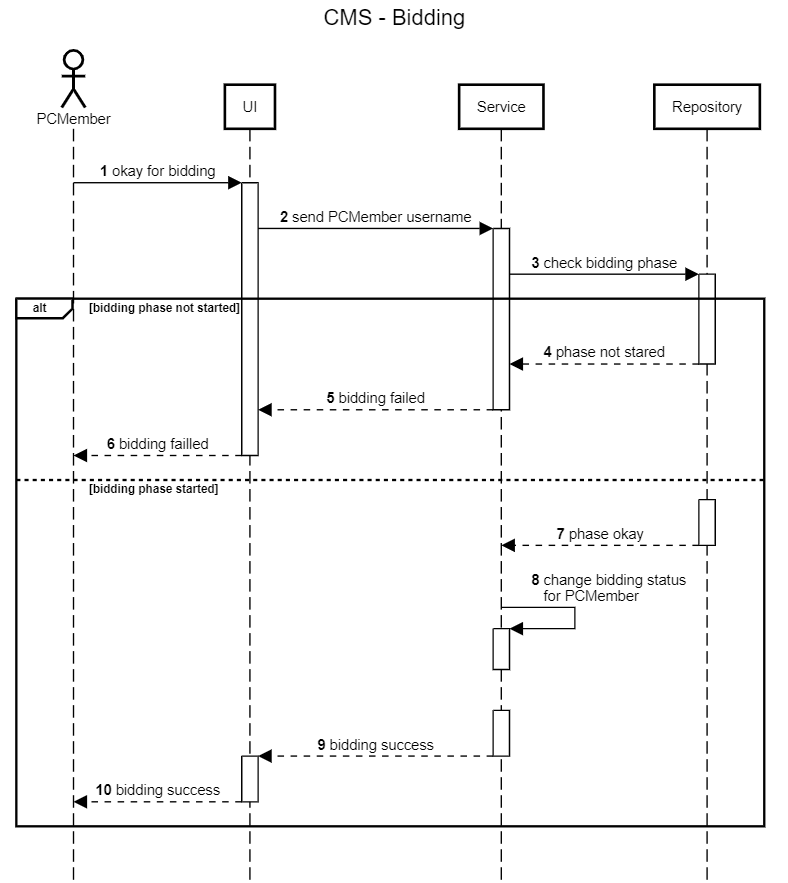 CMS - Bidding
PCMember
UI
Service
Repository
1 okay for bidding
2 send PCMember username
3 check bidding phase
alt
[bidding phase not started]
4 phase not stared
5 bidding failed
6 bidding failled
[bidding phase started]
7 phase okay
8 change bidding status
for PCMember
9 bidding success
10 bidding success